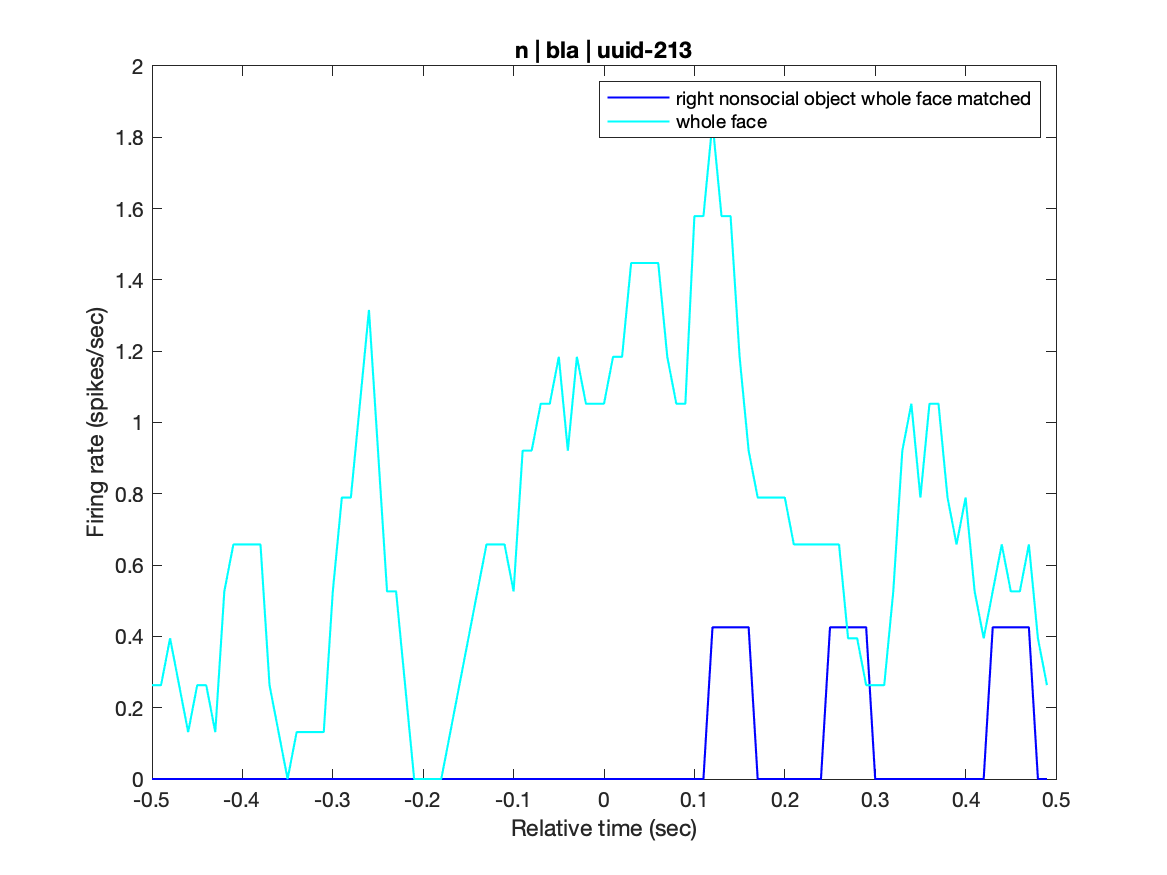 n | bla | uuid-213
right nonsocial object whole face matched
whole face
Firing rate (spikes/sec)
2
1.8
1.6
1.4
1.2
1
0.8
0.6
0.4
0.2
0
-0.5 -0.4 -0.3 -0.2 -0.1 0 0.1 0.2 0.3 0.4 0.5
Relative time (sec)